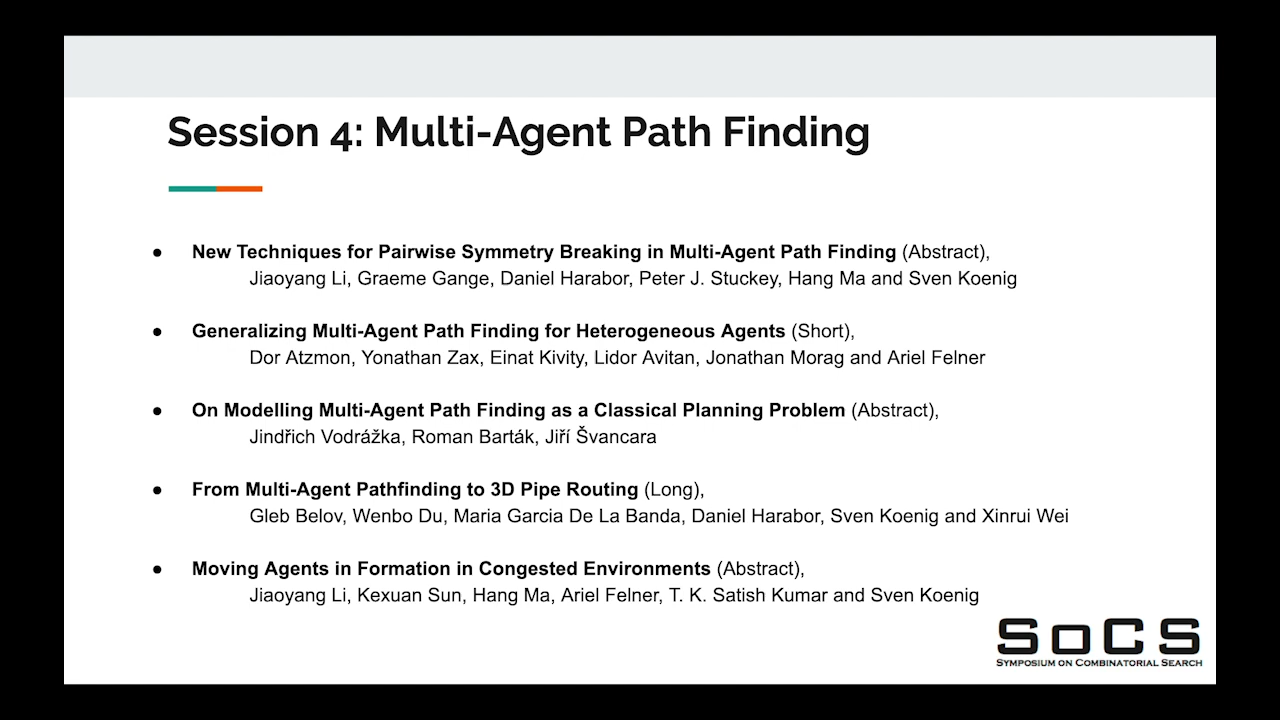 Session 4: Multi-Agent Path Finding
● New Techniques for Pairwise Symmetry Breaking in Multi-Agent Path Finding (Abstract),
Jiaoyang Li, Graeme Gange, Daniel Harabor, Peter J. Stuckey, Hang Ma and Sven Koenig
● Generalizing Multi-Agent Path Finding for Heterogeneous Agents (Short),
Dor Atzmon, Yonathan Zax, Einat Kivity, Lidor Avitan, Jonathan Morag and Ariel Felner
● On Modelling Multi-Agent Path Finding as a Classical Planning Problem (Abstract),
Jindřich Vodrážka, Roman Barták, Jiří Švancara
● From Multi-Agent Pathfinding to 3D Pipe Routing (Long),
Gleb Belov, Wenbo Du, Maria Garcia De La Banda, Daniel Harabor, Sven Koenig and Xinrui Wei
● Moving Agents in Formation in Congested Environments (Abstract),
Jiaoyang Li, Kexuan Sun, Hang Ma, Ariel Felner, T. K. Satish Kumar and Sven Koenig
SoCS
Symposium on Combinatorial Search